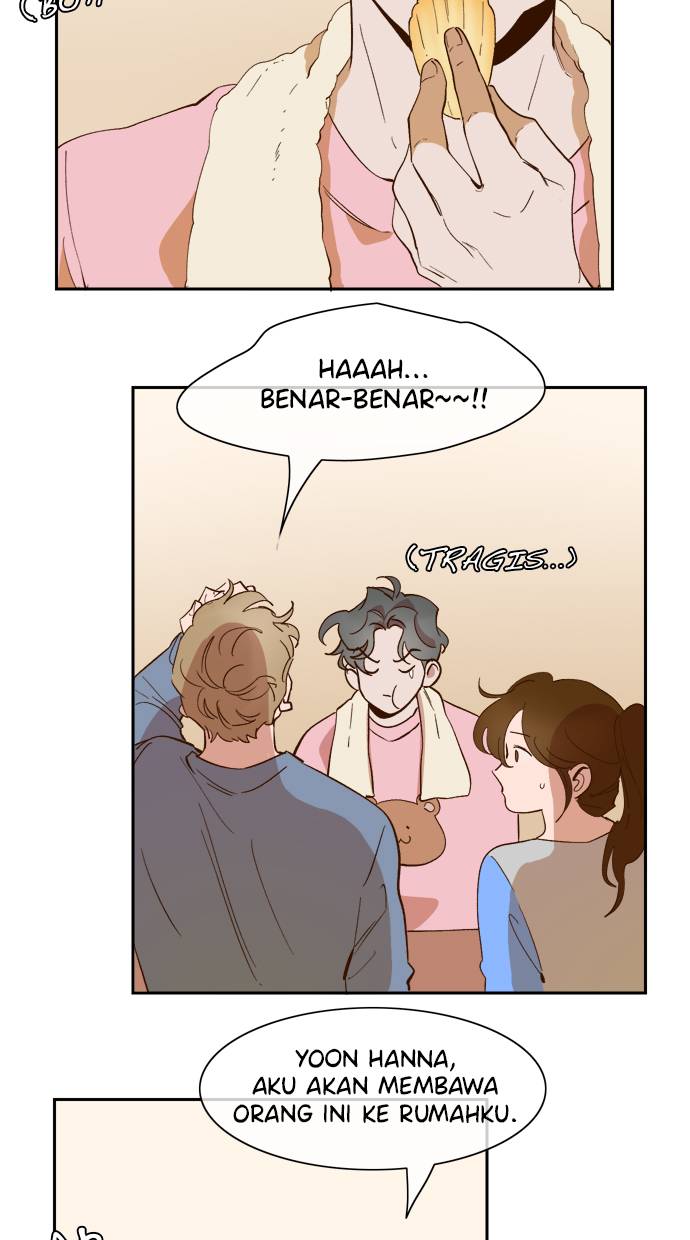 HAAAH...
BENAR-BENAR~~!!
(TRAGIS...)
YOON HANNA,
AKU AKAN MEMBAWA
ORANG INI KE RUMAHKU.